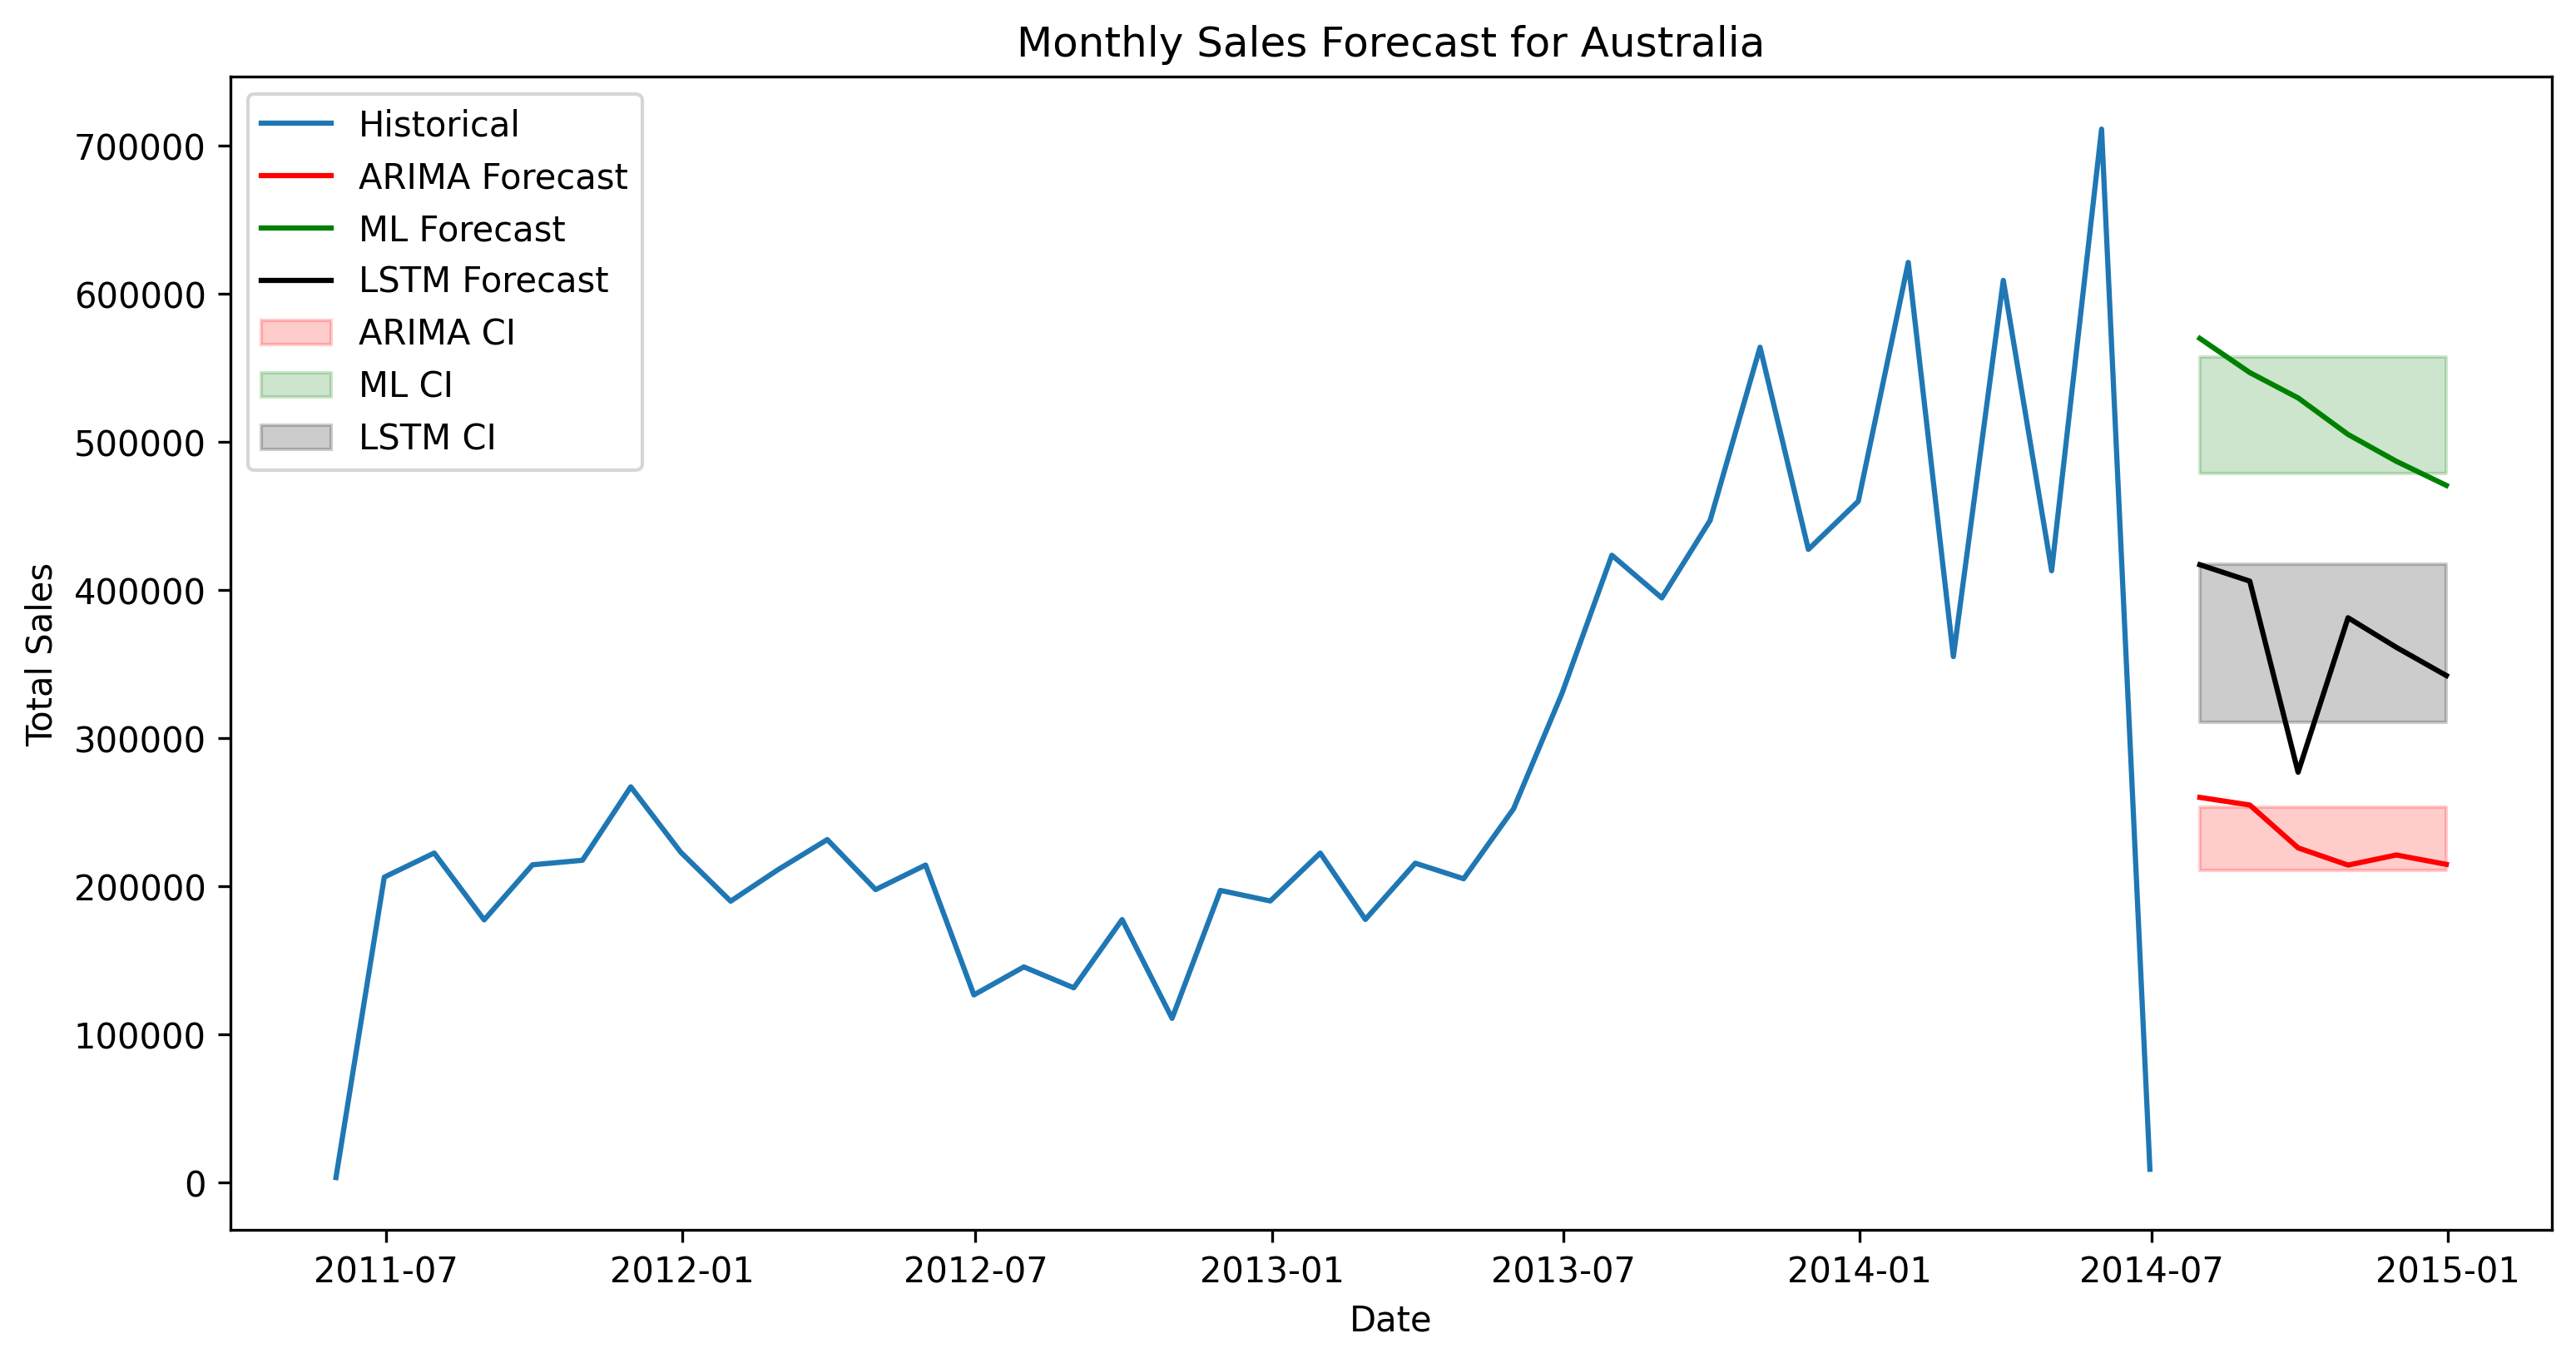 Monthly Sales Forecast for Australia
Historical
ARIMA Forecast
ML Forecast
LSTM Forecast
ARIMA CI
ML CI
LSTM CI
Total Sales
700000
600000
500000
400000
300000
200000
100000
0
2011-07
2012-01
2012-07
2013-01
2013-07
2014-01
2014-07
2015-01
Date